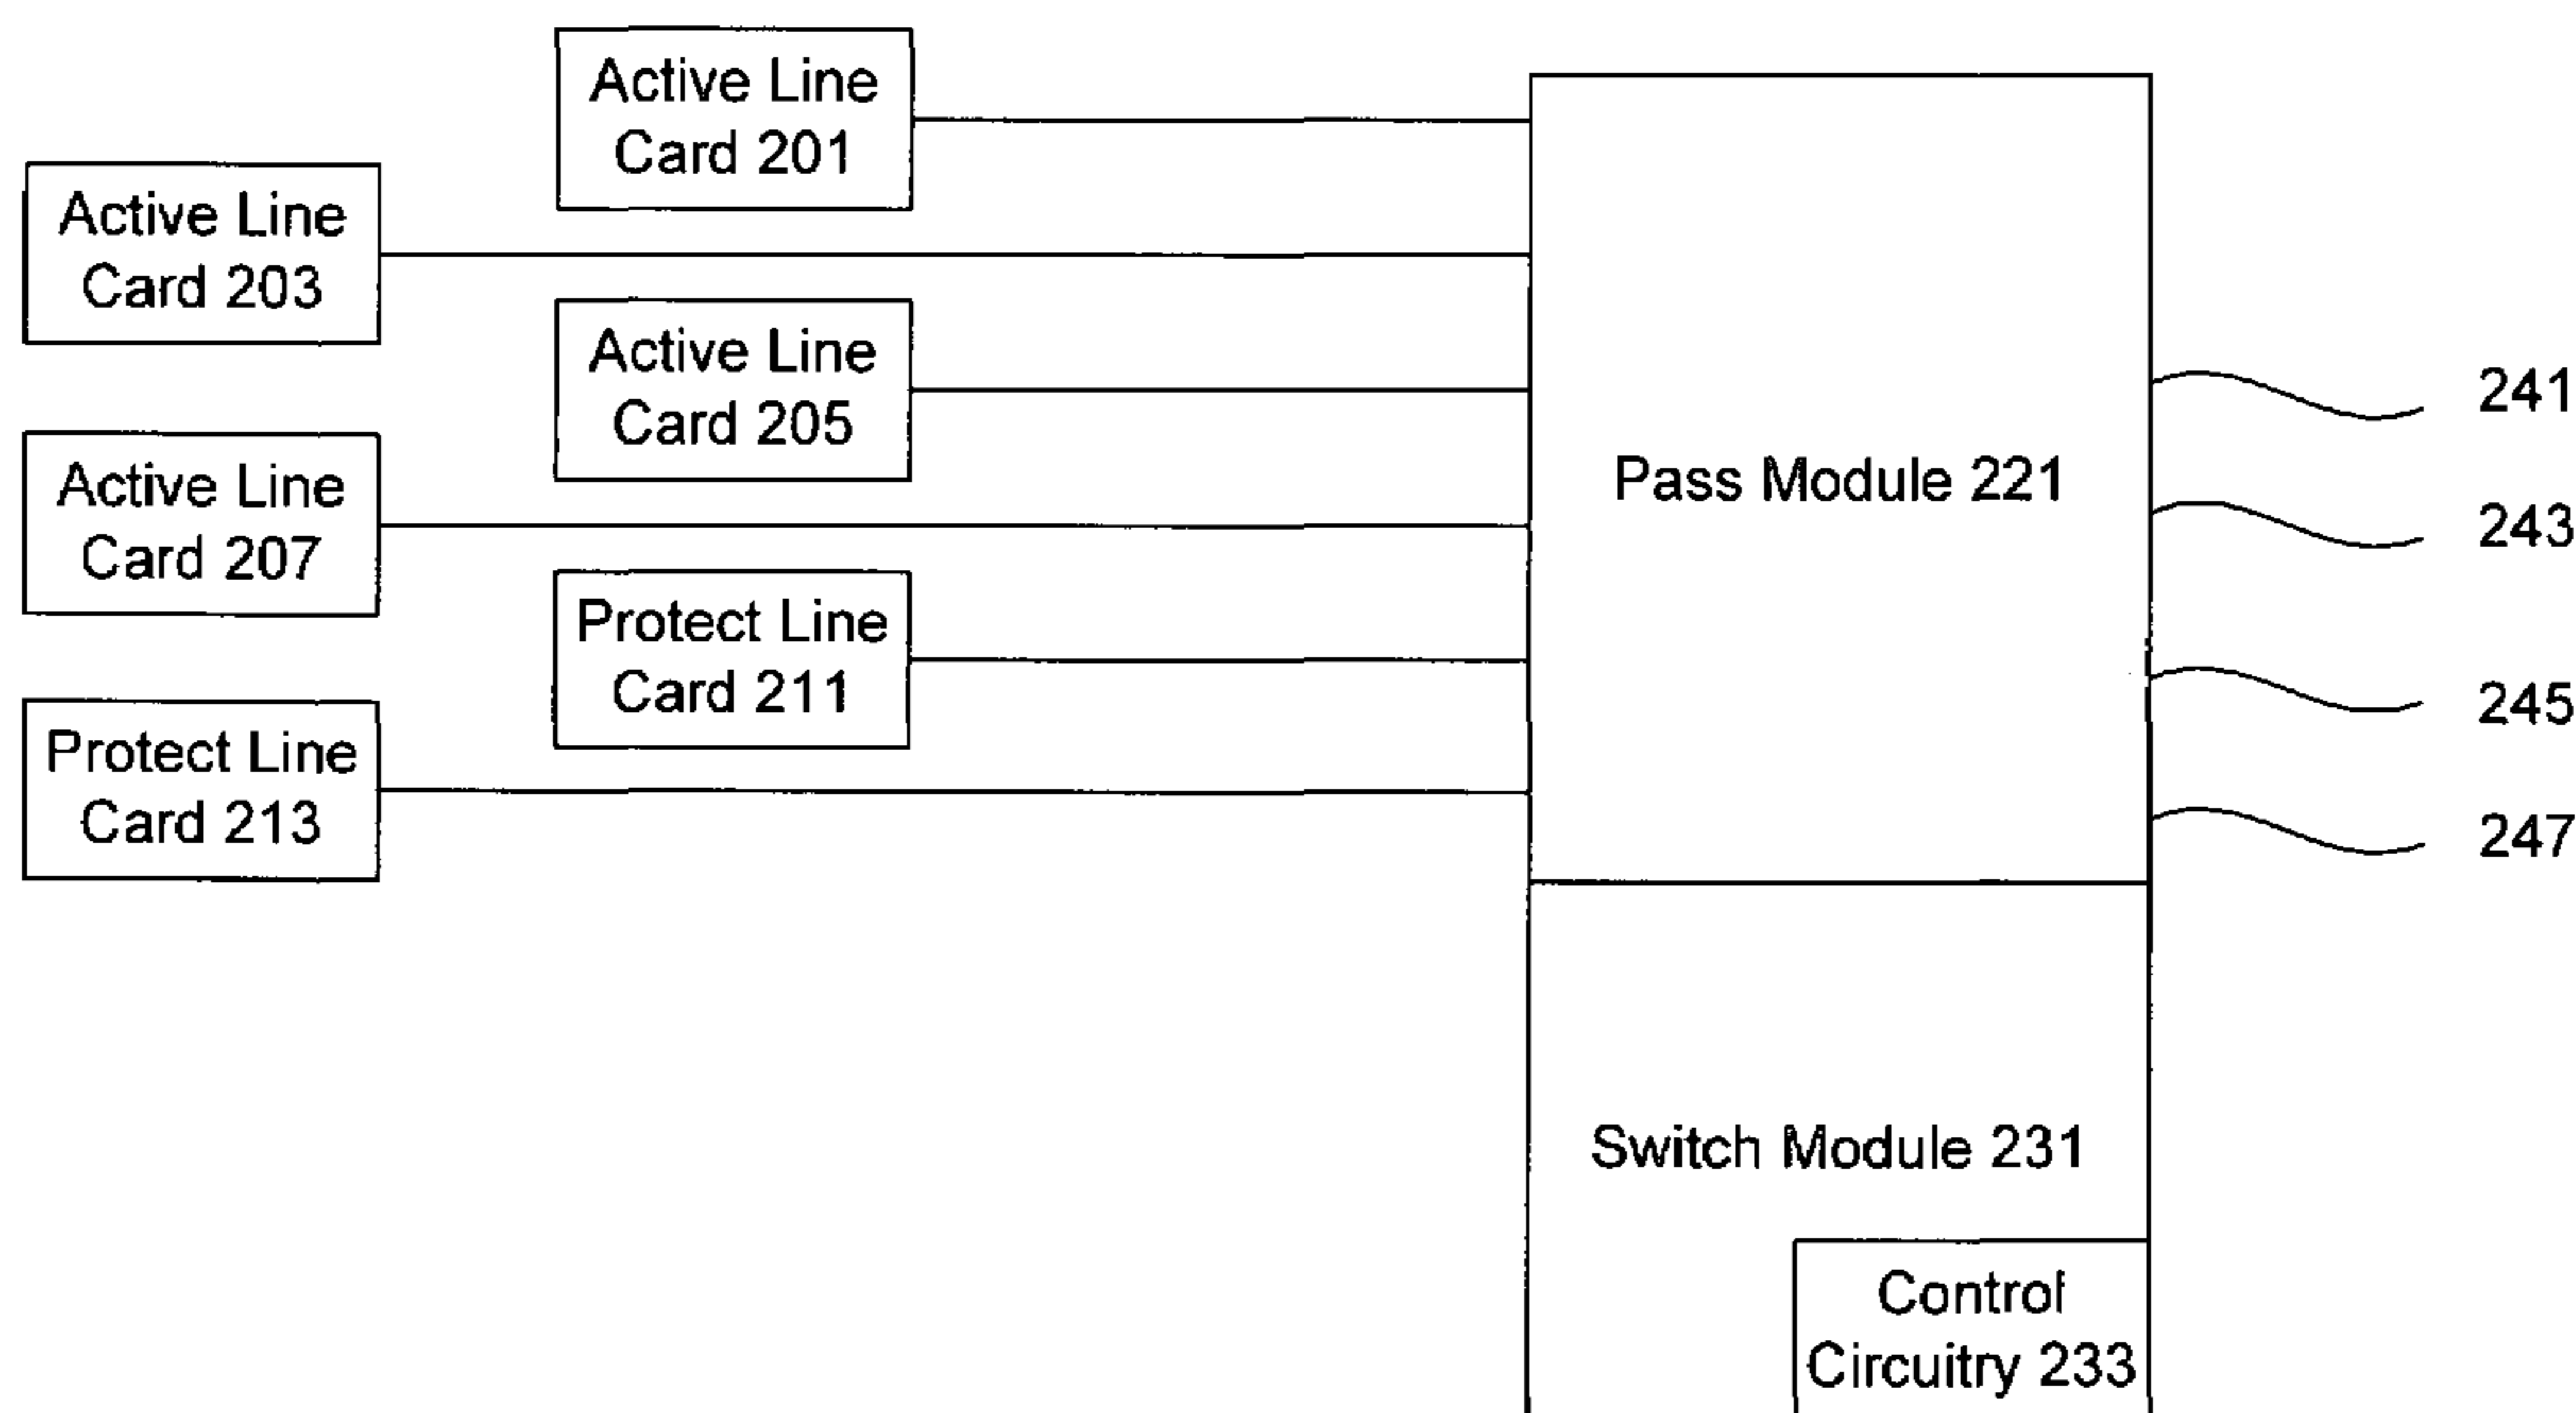 Active Line
Card 201
Active Line
Card 203
Active Line
Card 205
Active Line
Card 207
Protect Line
Card 211
Protect Line
Card 213
Pass Module 221
241
243
245
247
Switch Module 231
Control
Circuitry 233